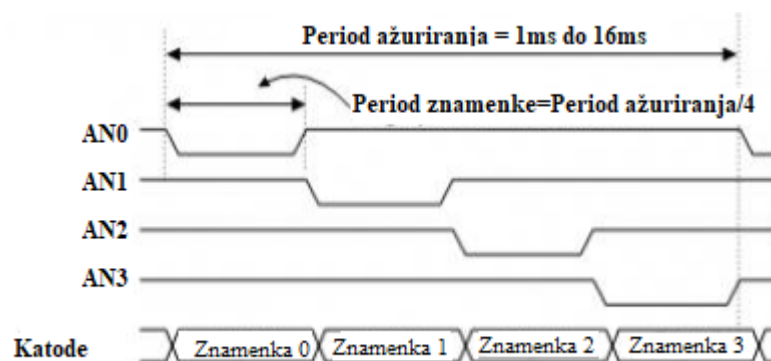 Period ažuriranja = 1ms do 16ms
Period znamenke=Period ažuriranja/4
AN0
AN1
AN2
AN3
Katode Znamenka 0 Znamenka 1 Znamenka 2 Znamenka 3